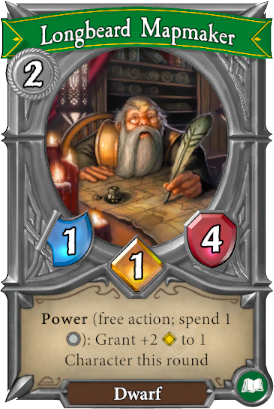 Longbeard Mapmaker
2
1
1
4
Power (free action; spend 1
): Grant +2 to 1
Character this round
Dwarf